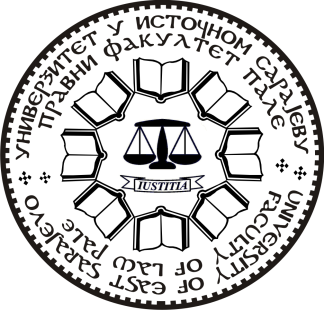 УНИВЕРЗИТЕТ У ИСТОЧНОМ САРАЈЕВУ
ПРАВНИ ФАКУЛТЕТ ПАЛЕ
IUSTITIA
UNIVERSITY OF EAST SARAJEVO
FACULTY OF LAW PALE